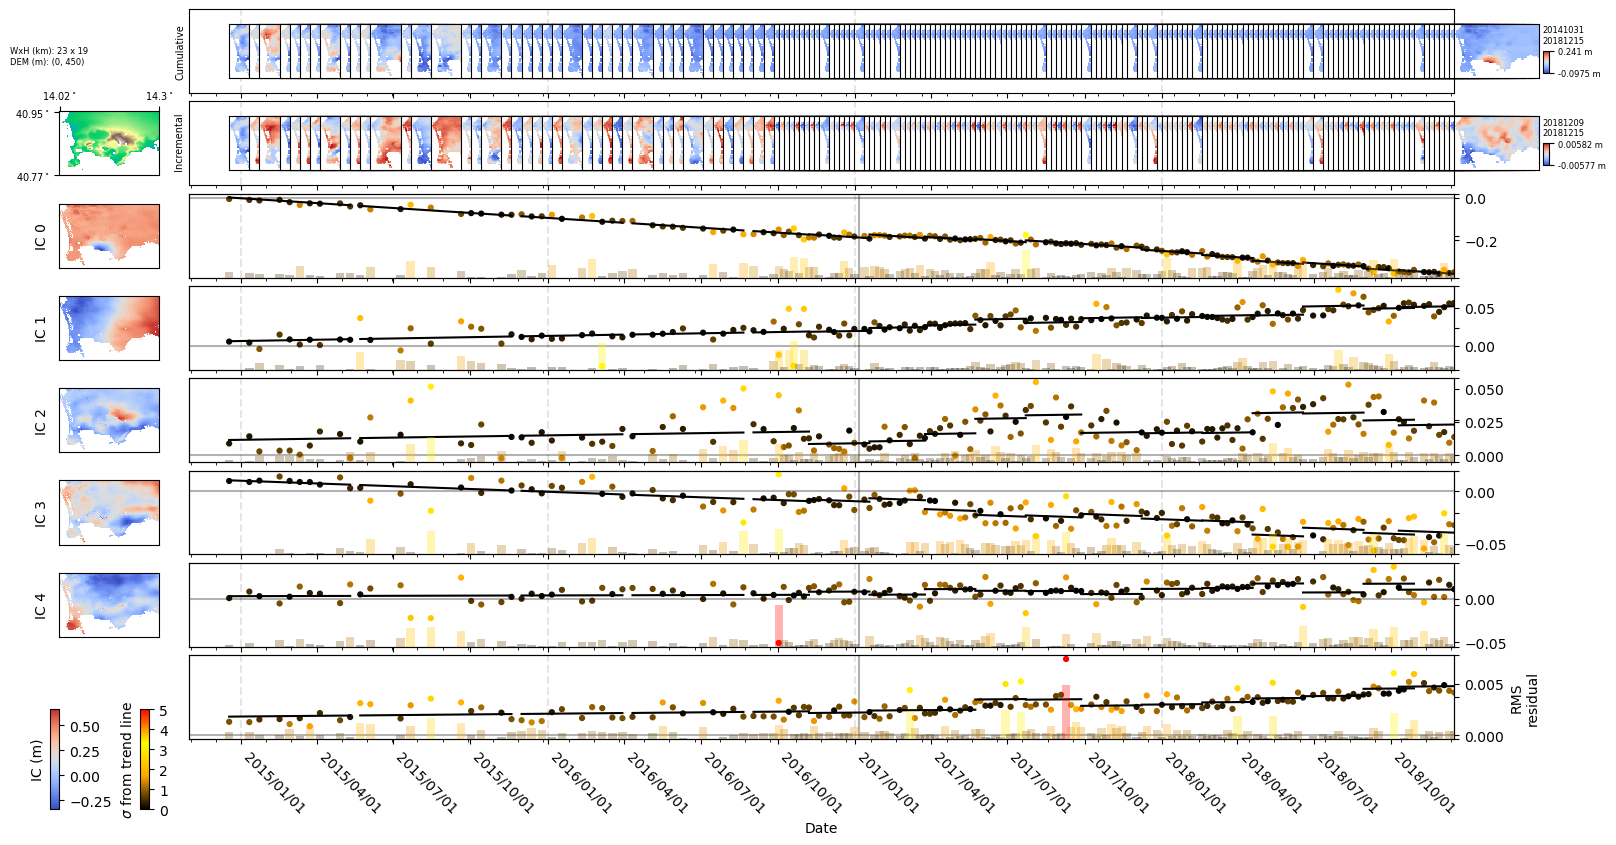 WxH (km): 23 x 19
DEM (m): (0, 450)
Cumulative
20141031
20181215
0.241 m
-0.0975 m
14.02°
14.3°
40.95°
40.77°
Incremental
20181209
20181215
0.00582 m
-0.00577 m
IC 0
0.0
−0.2
IC 1
0.05
0.00
IC 2
0.050
0.025
0.000
IC 3
0.00
−0.05
IC 4
0.00
−0.05
0.005
0.000
RMS
residual
IC (m)
0.50
0.25
0.00
−0.25
σ from trend line
5
4
3
2
1
0
2015/01/01
2015/04/01
2015/07/01
2015/10/01
2016/01/01
2016/04/01
2016/07/01
2016/10/01
2017/01/01
2017/04/01
2017/07/01
2017/10/01
2018/01/01
2018/04/01
2018/07/01
2018/10/01
Date